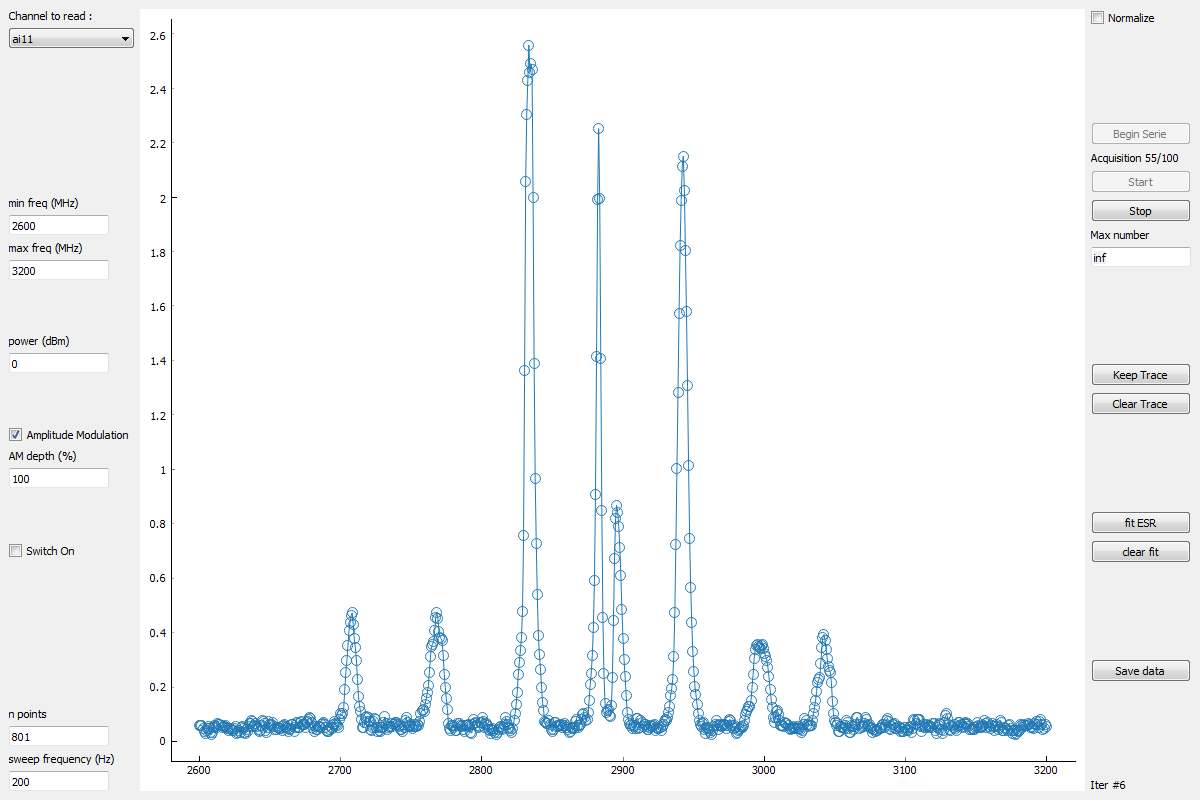 Channel to read :
ai11
min freq (MHz)
2600
max freq (MHz)
3200
power (dBm)
0
Amplitude Modulation
AM depth (%)
100
Switch On
n points
801
sweep frequency (Hz)
200
2.6
2.4
2.2
2
1.8
1.6
1.4
1.2
1
0.8
0.6
0.4
0.2
0
2600 2700 2800 2900 3000 3100 3200
Normalize
Begin Serie
Acquisition 55/100
Start
Stop
Max number
inf
Keep Trace
Clear Trace
fit ESR
clear fit
Save data
Iter #6